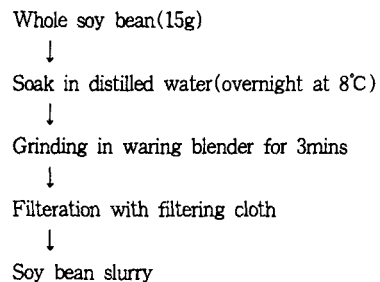 Whole soy bean(15g)
↓
Soak in distilled water(overnight at 8℃)
↓
Grinding in waring blender for 3mins
↓
Filteration with filtering cloth
↓
Soy bean slurry